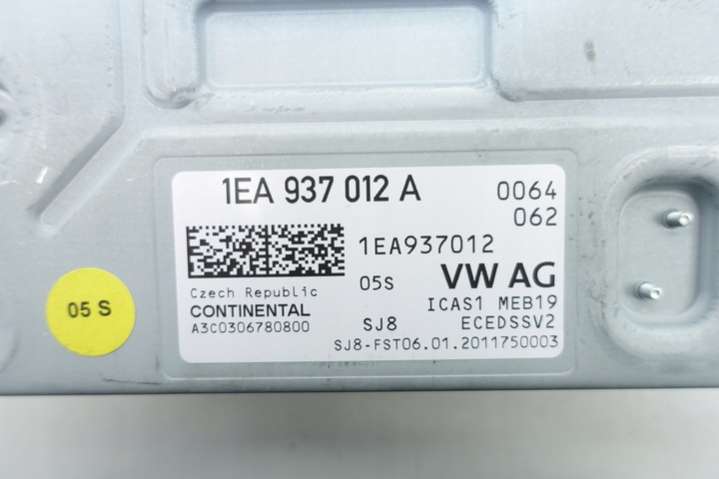 1EA 937 012 A
0064
062
1EA937012
05S
VW AG
Czech Republic
CONTINENTAL
A3C0306780800
ICAS1 MEB19
SJ8
ECEDSSV2
SJ8-FST06.01.2011750003
05 S